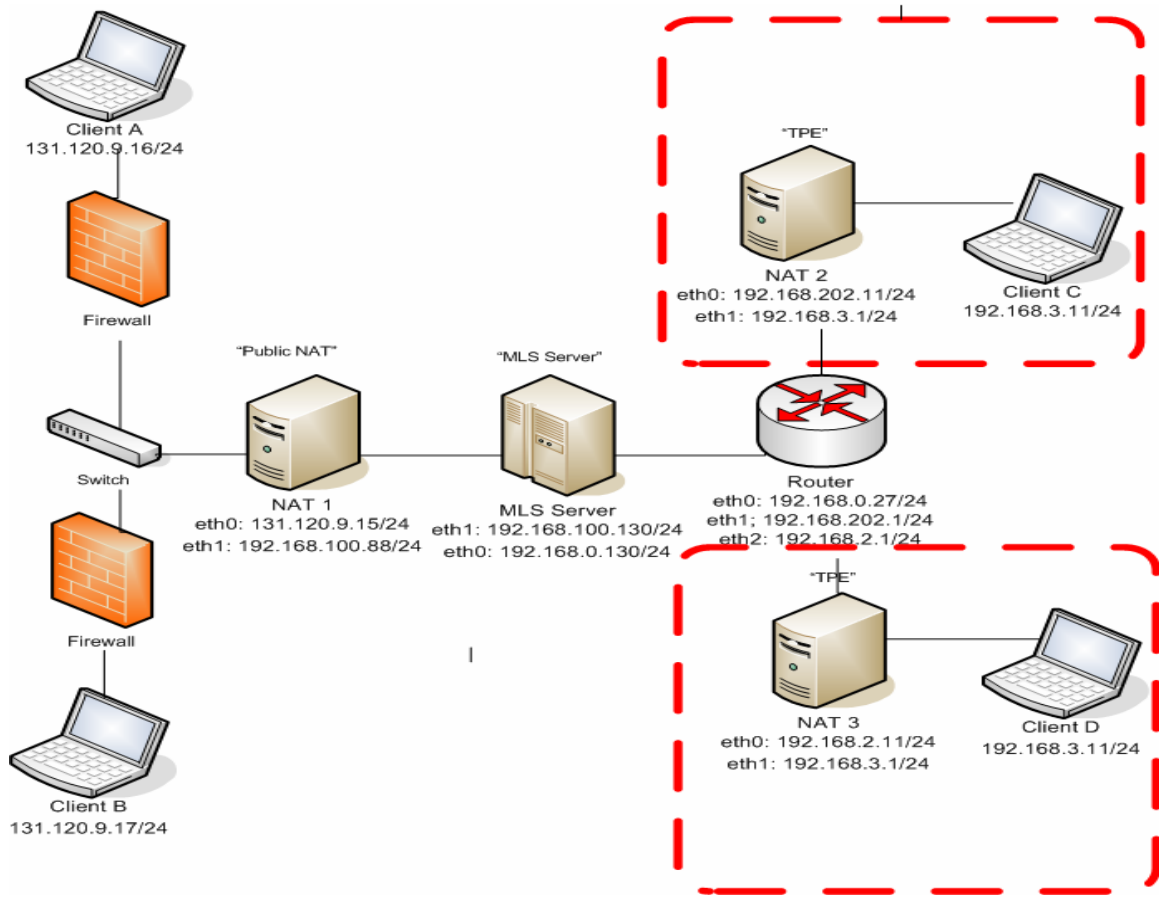 Client A
131.120.9.16/24
Firewall
Switch
Firewall
Client B
131.120.9.17/24
"Public NAT"
NAT 1
eth0: 131.120.9.15/24
eth1: 192.168.100.88/24
"MLS Server"
MLS Server
eth1: 192.168.100.130/24
eth0: 192.168.0.130/24
"TPE"
NAT 2
eth0: 192.168.202.11/24
eth1: 192.168.3.1/24
Client C
192.168.3.11/24
Router
eth0: 192.168.0.27/24
eth1; 192.168.202.1/24
eth2: 192.168.2.1/24
"TPE"
NAT 3
eth0: 192.168.2.11/24
eth1: 192.168.3.1/24
Client D
192.168.3.11/24